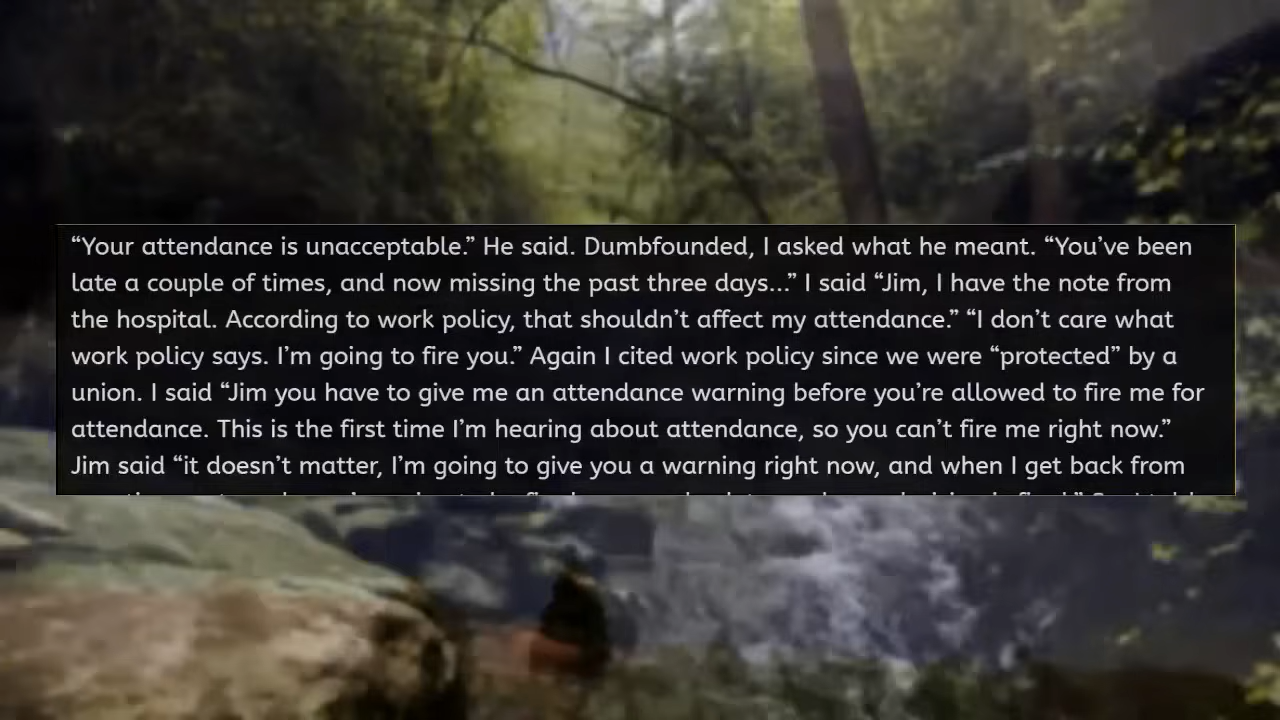 “Your attendance is unacceptable.” He said. Dumbfounded, I asked what he meant. “You’ve been
late a couple of times, and now missing the past three days...” I said “Jim, I have the note from
the hospital. According to work policy, that shouldn’t affect my attendance.” “I don’t care what
work policy says. I’m going to fire you.” Again I cited work policy since we were “protected” by a
union. I said “Jim you have to give me an attendance warning before you’re allowed to fire me for
attendance. This is the first time I’m hearing about attendance, so you can’t fire me right now.”
Jim said “it doesn’t matter, I’m going to give you a warning right now, and when I get back from